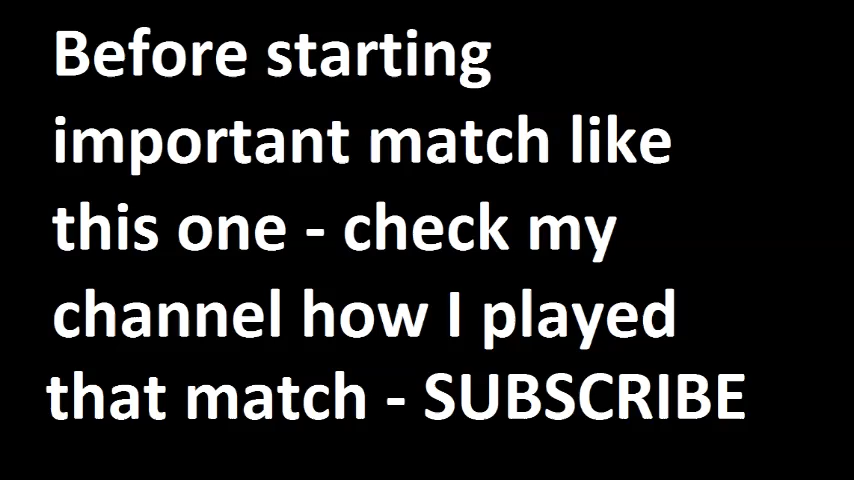 Before starting
important match like
this one - check my
channel how I played
that match - SUBSCRIBE